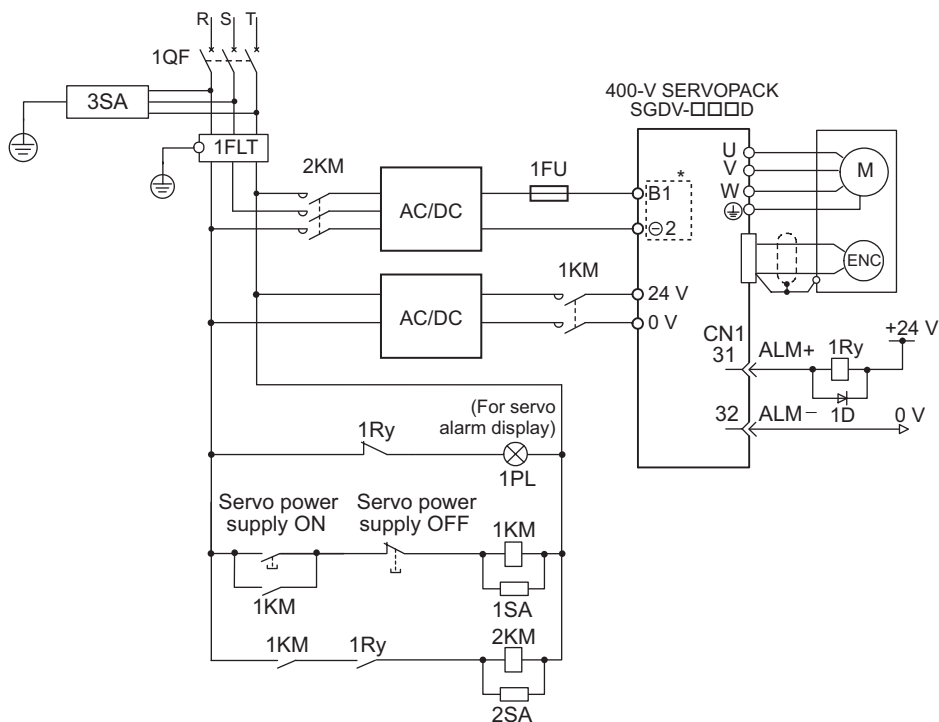 R S T
1QF
3SA
1FLT
400-V SERVOPACK
SGDV-□□□D
2KM
AC/DC
1FU
*
B1
⊖2
U
V
W
M
ENC
AC/DC
1KM
24 V
0 V
CN1
31
ALM+
1Ry
+24 V
1D
32
ALM−
0 V
(For servo
alarm display)
1Ry
1PL
Servo power
supply ON
Servo power
supply OFF
1KM
1KM
1SA
1KM
1Ry
2KM
2SA